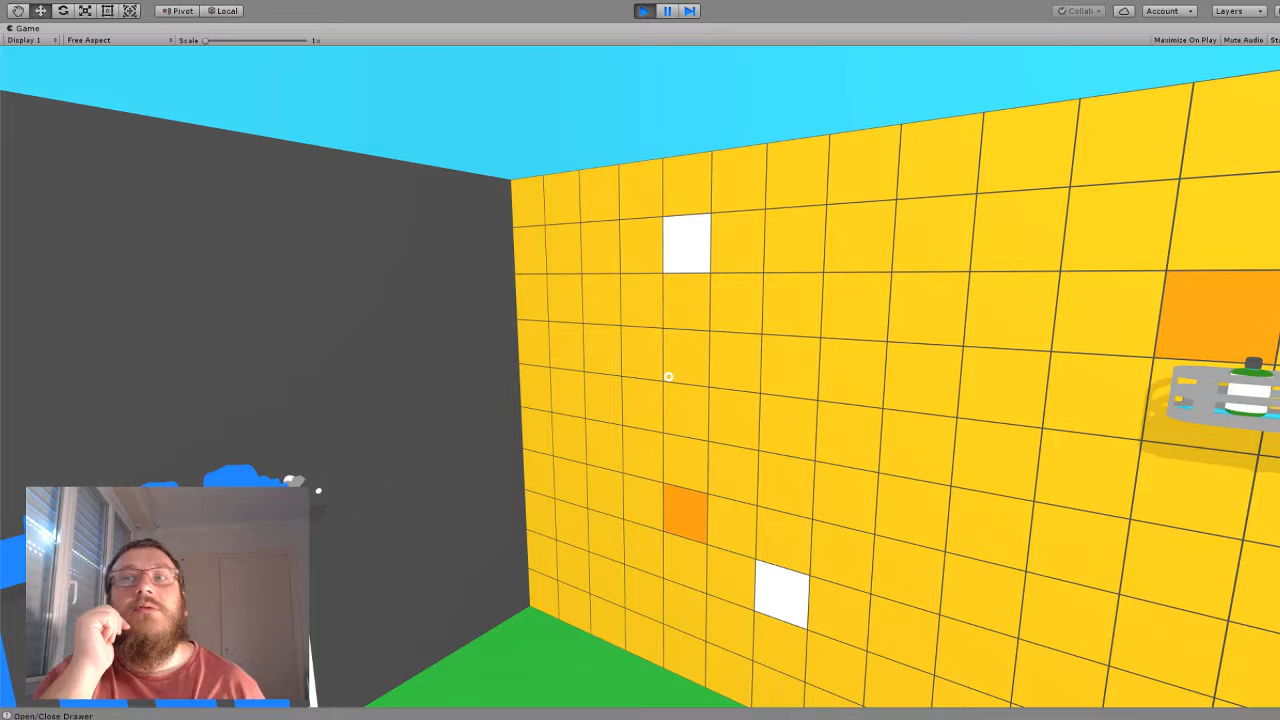 Pivot Local Collab Account Layers
Game
Display 1 Free Aspect Scale 1x Maximize On Play Mute Audio
Open/Close Drawer